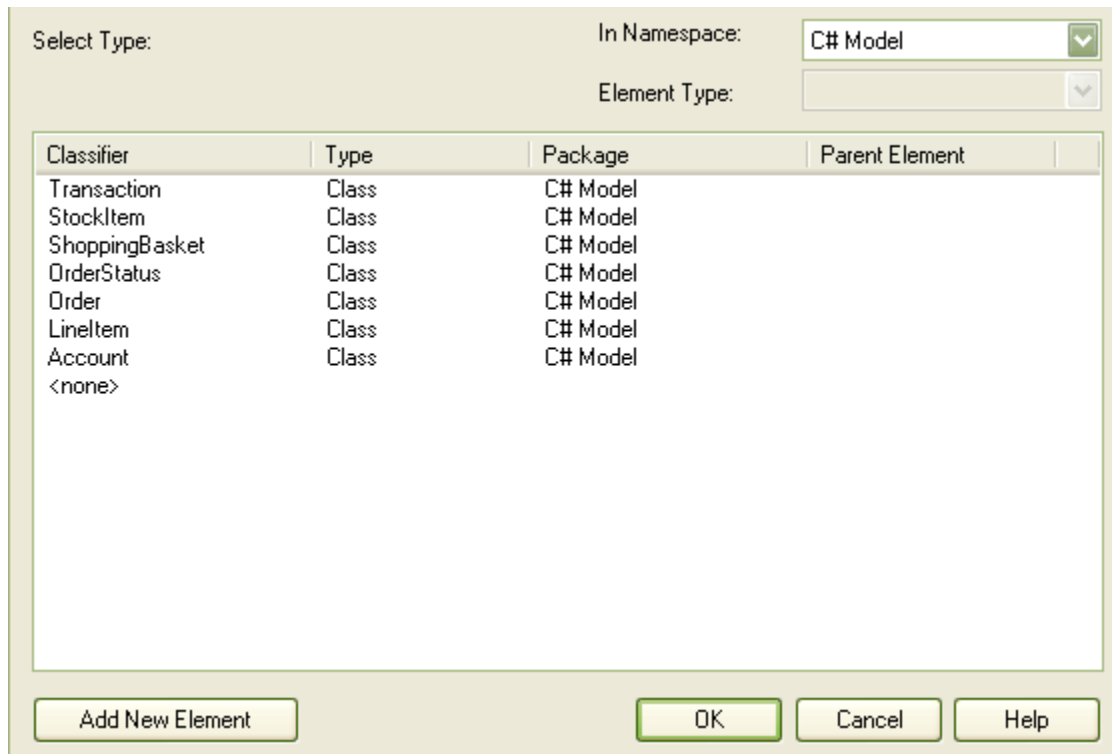 Select Type: In Namespace: C# Model
Element Type:
Classifier Type Package Parent Element
Transaction Class C# Model
StockItem Class C# Model
ShoppingBasket Class C# Model
OrderStatus Class C# Model
Order Class C# Model
LineItem Class C# Model
Account Class C# Model
<none>
Add New Element OK Cancel Help